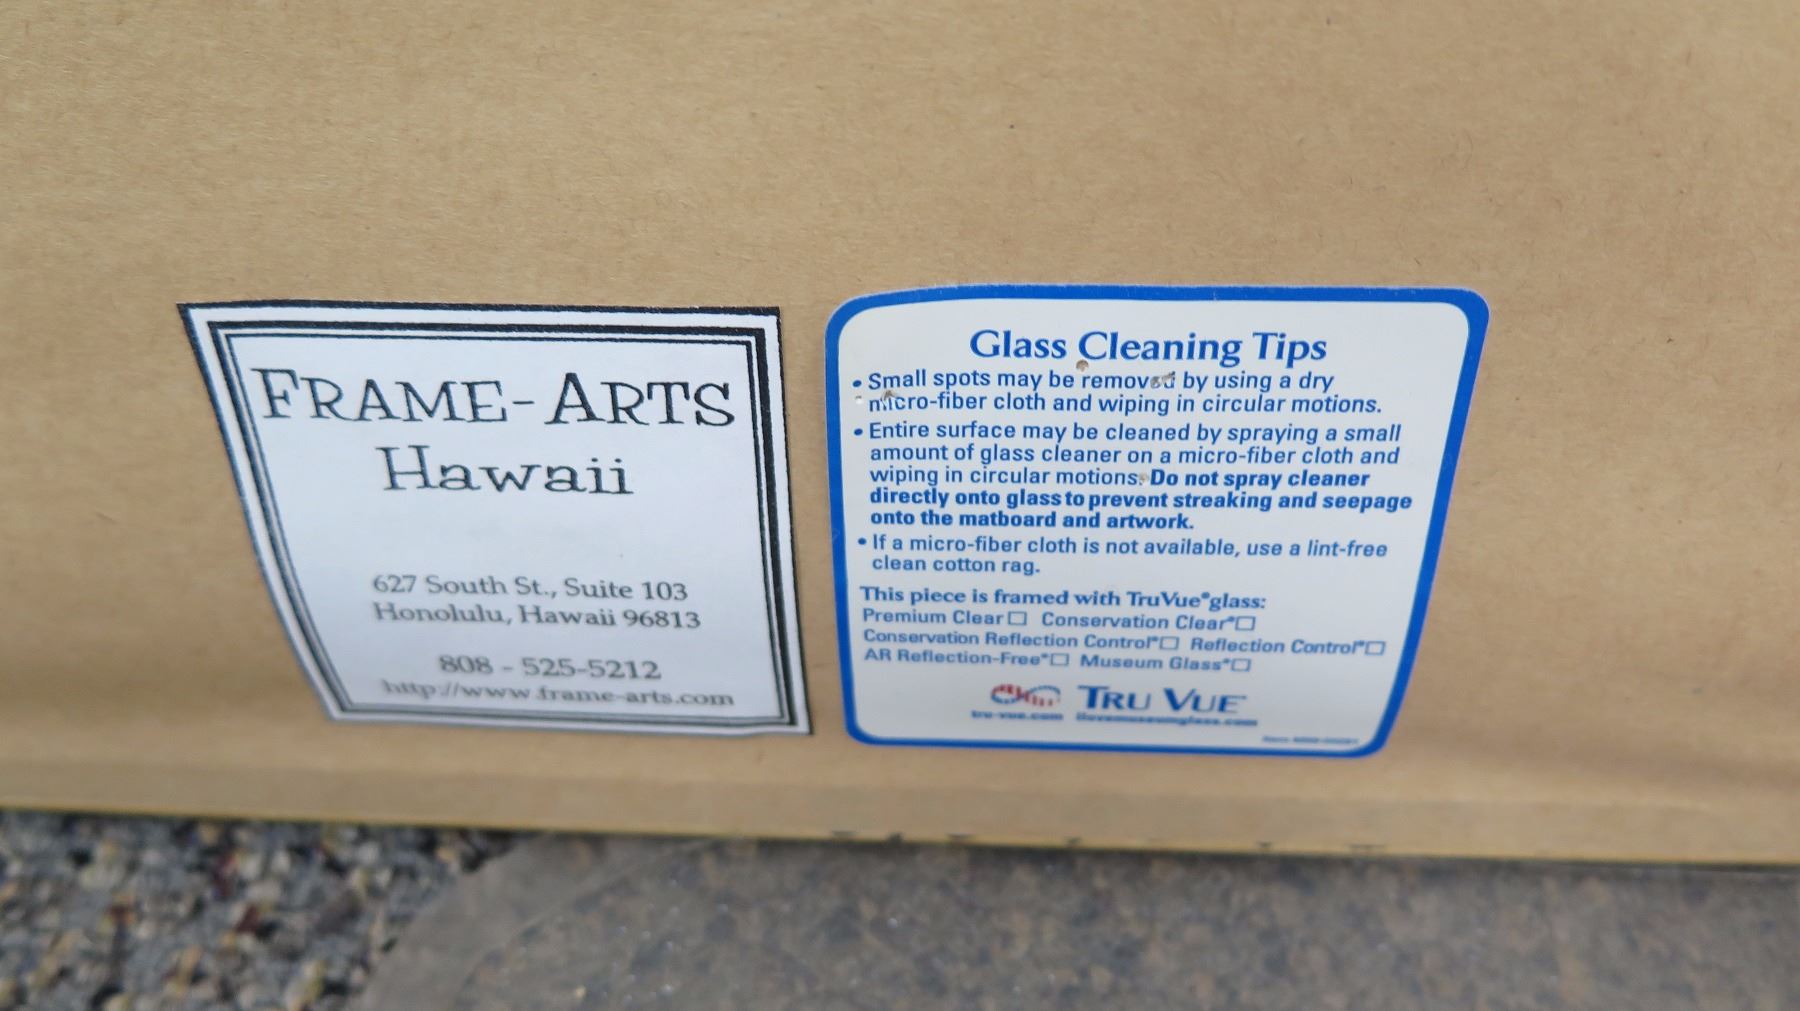 FRAME-ARTS
Hawaii
627 South St., Suite 103
Honolulu, Hawaii 96813
808 - 525-5212
http://www.frame-arts.com
Glass Cleaning Tips
• Small spots may be removed by using a dry
micro-fiber cloth and wiping in circular motions.
• Entire surface may be cleaned by spraying a small
amount of glass cleaner on a micro-fiber cloth and
wiping in circular motions. Do not spray cleaner
directly onto glass to prevent streaking and seepage
onto the matboard and artwork.
• If a micro-fiber cloth is not available, use a lint-free
clean cotton rag.
This piece is framed with TruVue® glass:
Premium Clear ☐ Conservation Clear® ☐
Conservation Reflection Control® ☐ Reflection Control® ☐
AR Reflection-Free® ☐ Museum Glass® ☐
TRU VUE
tru-vue.com ilovemuseumglass.com